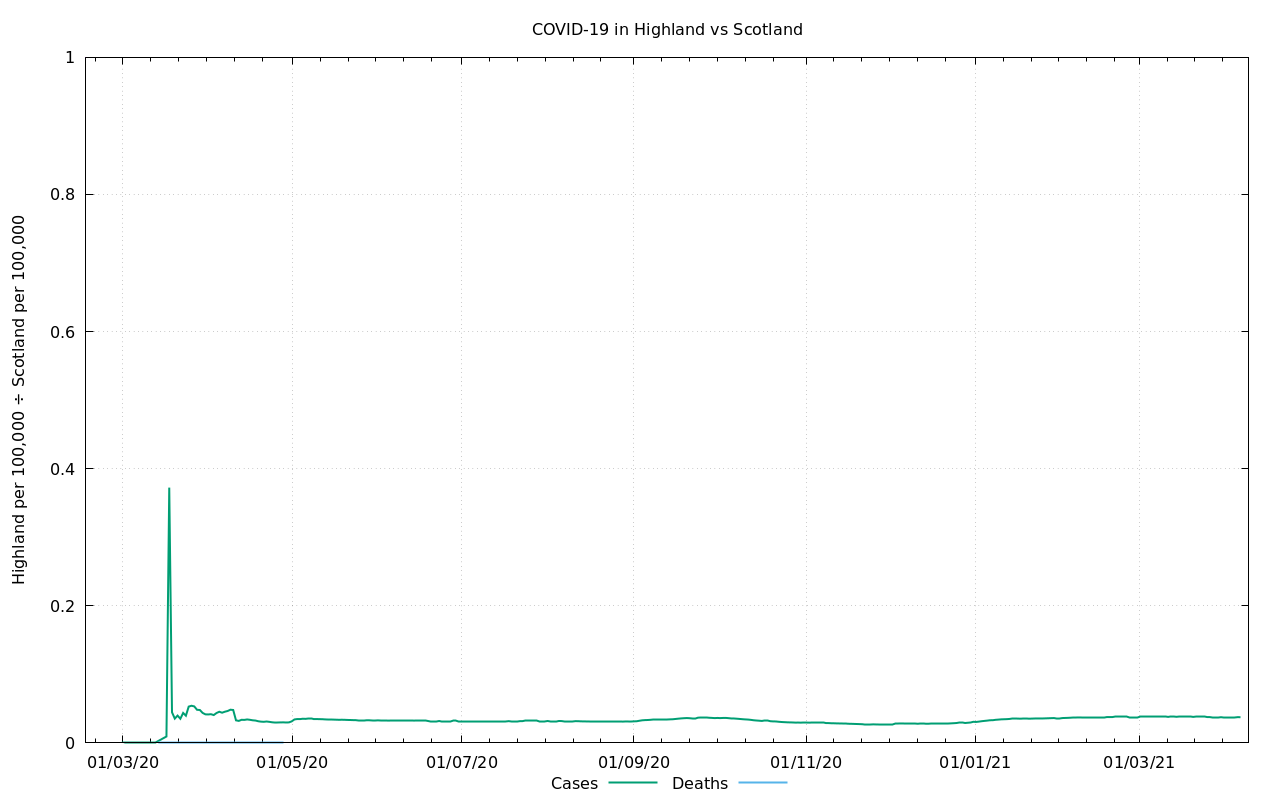 COVID-19 in Highland vs Scotland
Highland per 100,000 ÷ Scotland per 100,000
1
0.8
0.6
0.4
0.2
0
01/03/20 01/05/20 01/07/20 01/09/20 01/11/20 01/01/21 01/03/21
Cases Deaths